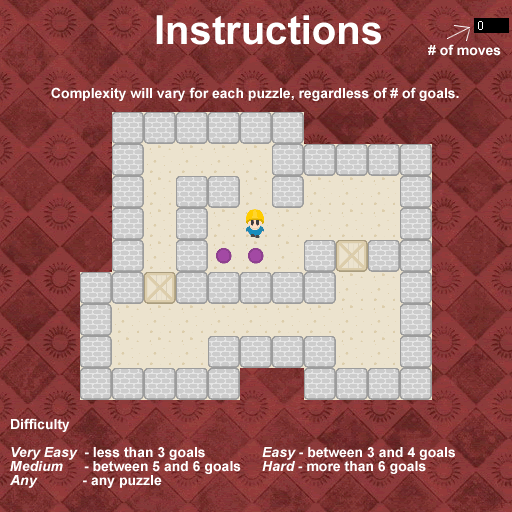 Instructions
0
# of moves
Complexity will vary for each puzzle, regardless of # of goals.
Difficulty
Very Easy - less than 3 goals Easy - between 3 and 4 goals
Medium - between 5 and 6 goals Hard - more than 6 goals
Any - any puzzle